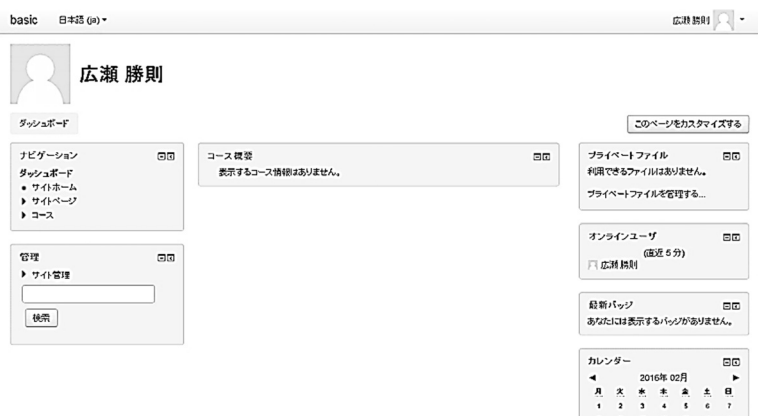 basic 日本語 (ja)
広瀬 勝則
広瀬 勝則
ダッシュボード
このページをカスタマイズする
ナビゲーション
ダッシュボード
サイトホーム
サイトページ
コース
管理
サイト管理
検索
コース概要
表示するコース情報はありません。
プライベートファイル
利用できるファイルはありません。
プライベートファイルを管理する...
オンラインユーザ
(直近 5 分)
広瀬 勝則
最新バッジ
あなたには表示するバッジがありません。
カレンダー
2016年 02月
月 火 水 木 金 土 日
1 2 3 4 5 6 7